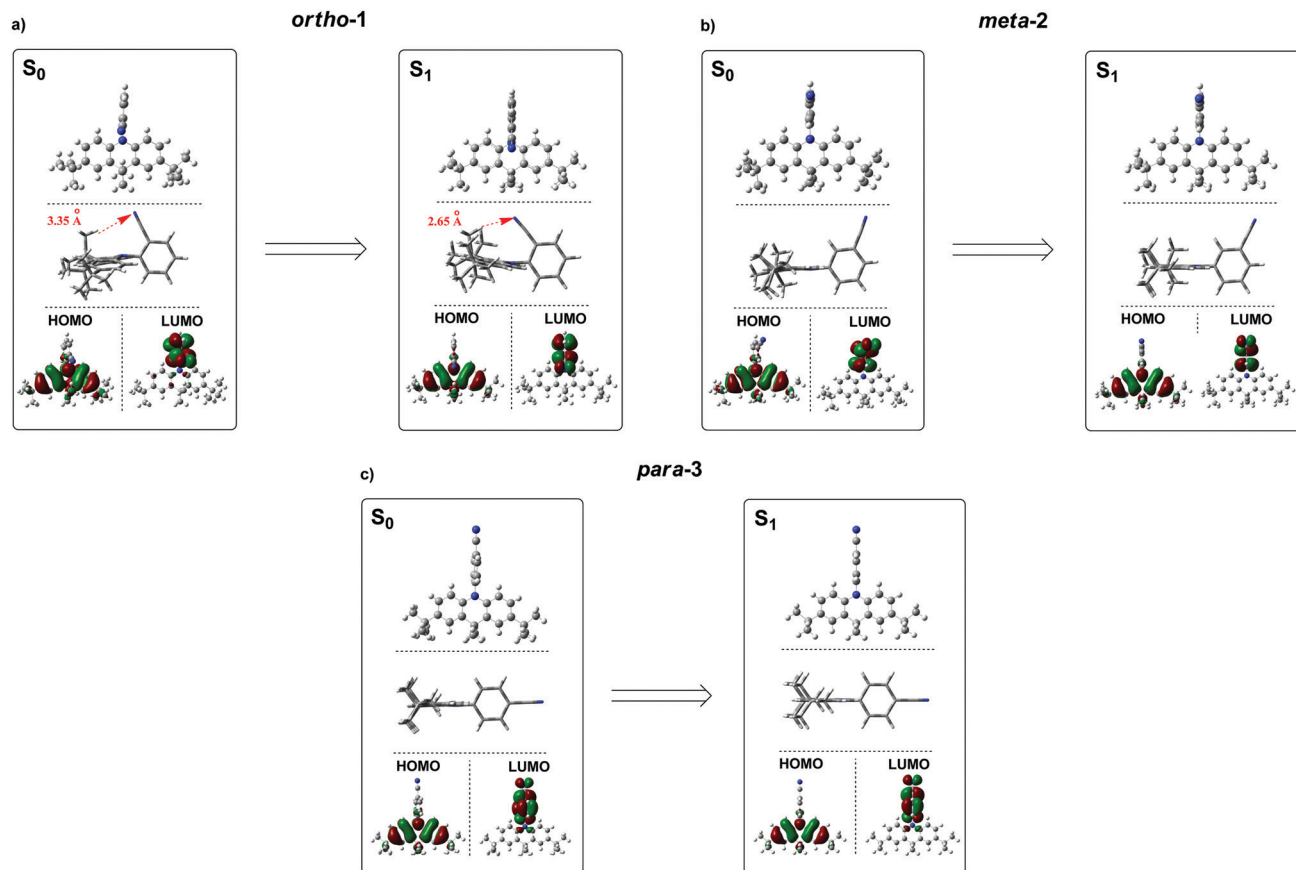 a)
ortho-1
S0
S1
3.35 Å
2.65 Å
HOMO
LUMO
HOMO
LUMO
b)
meta-2
S0
S1
HOMO
LUMO
HOMO
LUMO
c)
para-3
S0
S1
HOMO
LUMO
HOMO
LUMO